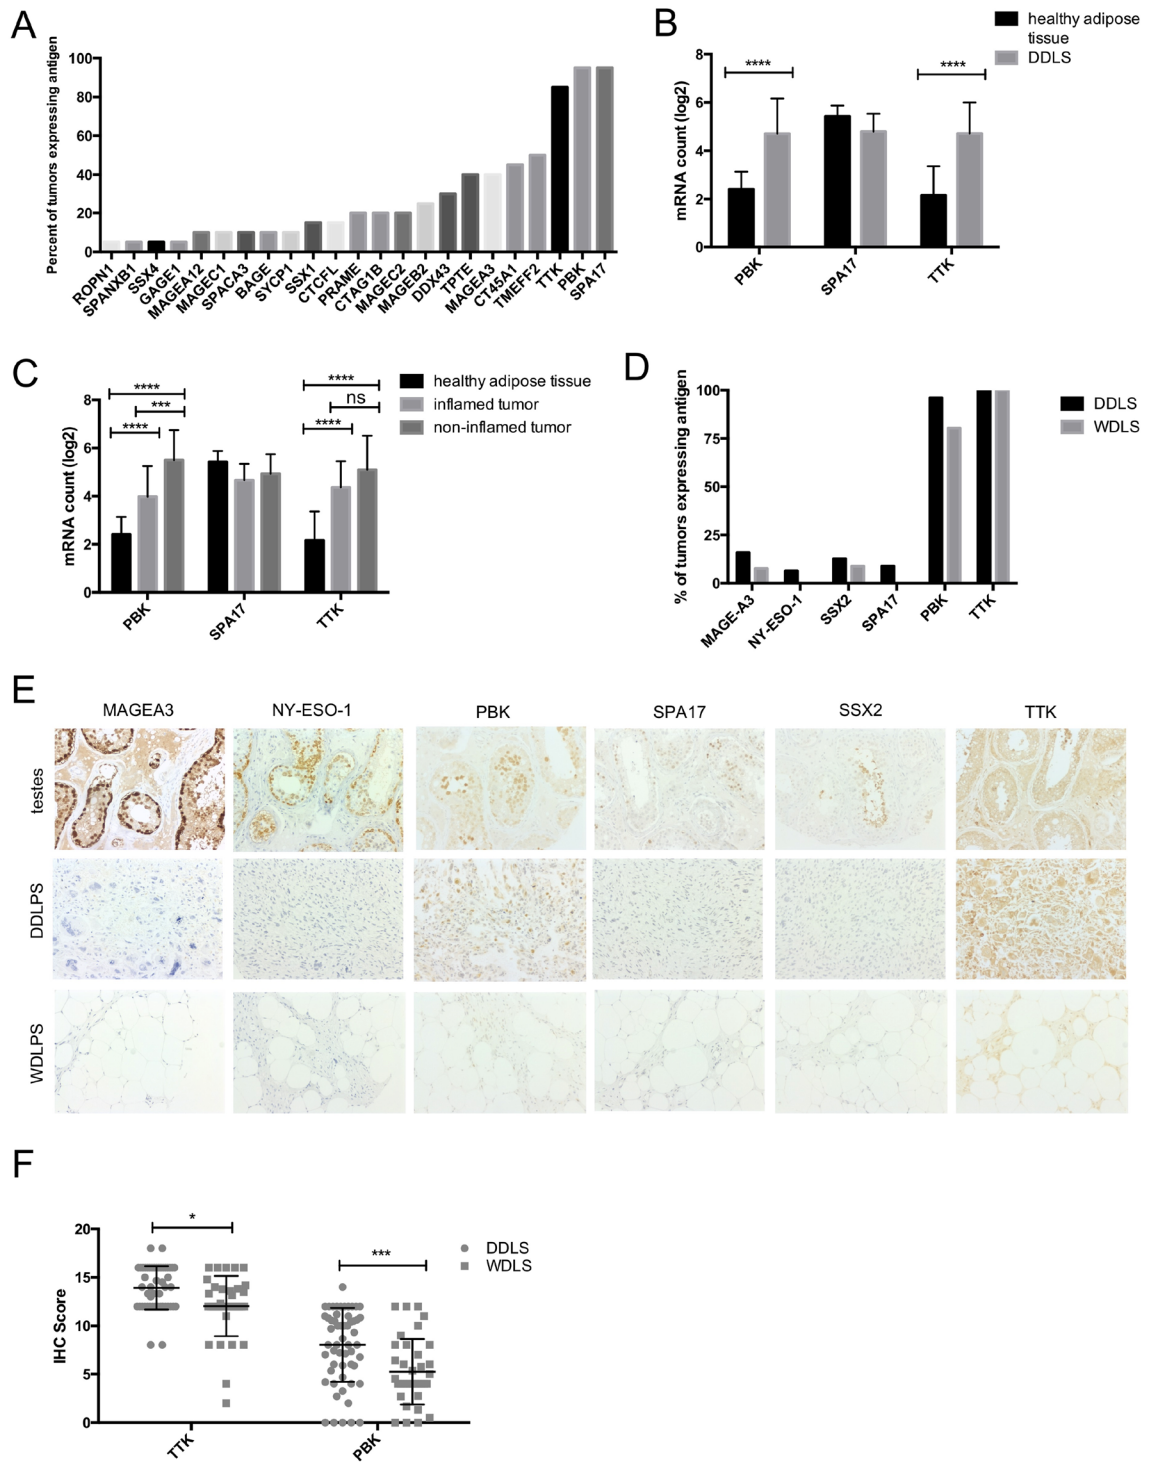 A
Percent of tumors expressing antigen
100
80
60
40
20
0
ROPN1
SPANXB1
SSX4
GAGE1
MAGEA12
MAGEC1
SPACA3
BAGE
SYCP1
SSX1
CTCFL
PRAME
CTAG1B
MAGEC2
MAGEB2
DDX43
TPTE
MAGEA3
CT45A1
TMEFF2
TTK
PBK
SPA17
B
healthy adipose
tissue
DDLS
mRNA count (log2)
8
6
4
2
0
****
****
PBK
SPA17
TTK
C
healthy adipose tissue
inflamed tumor
non-inflamed tumor
mRNA count (log2)
8
6
4
2
0
****
***
****
****
ns
****
PBK
SPA17
TTK
D
DDLS
WDLS
% of tumors expressing antigen
100
75
50
25
0
MAGE-A3
NY-ESO-1
SSX2
SPA17
PBK
TTK
E
MAGEA3
NY-ESO-1
PBK
SPA17
SSX2
TTK
testes
DDLPS
WDLPS
F
IHC Score
20
15
10
5
0
*
***
DDLS
WDLS
TTK
PBK